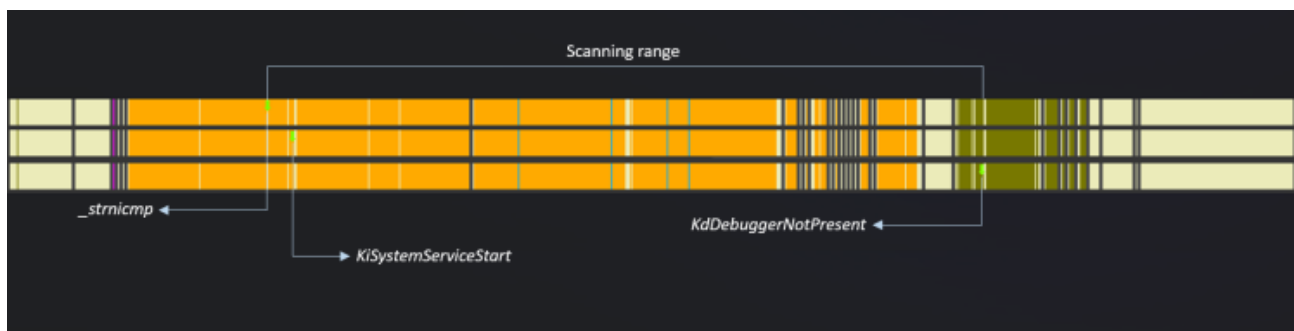 Scanning range
_strnicmp
KdDebuggerNotPresent
KiSystemServiceStart